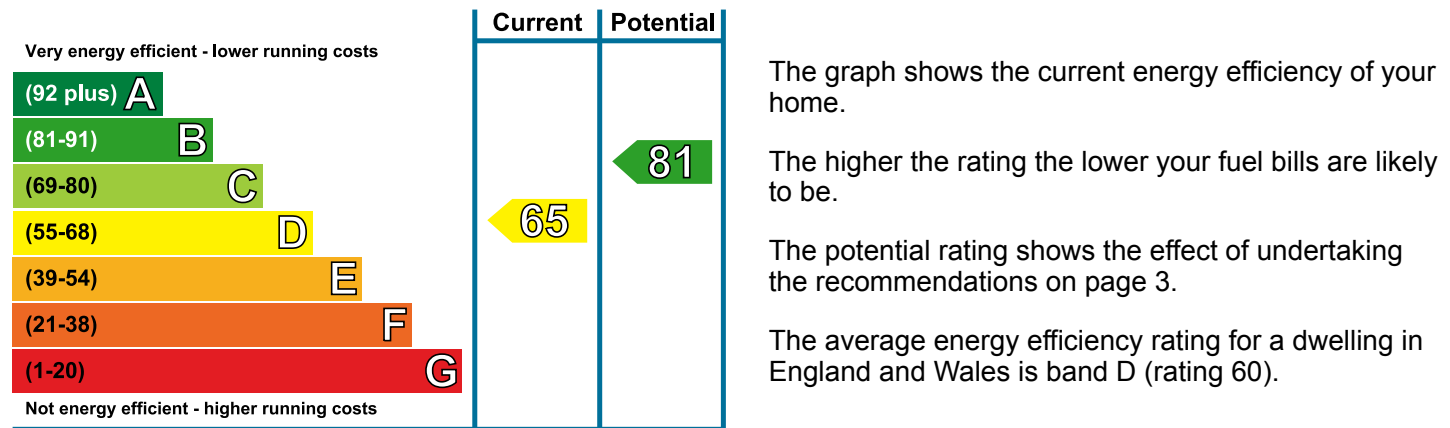 Current Potential
Very energy efficient - lower running costs
(92 plus) A
(81-91) B
(69-80) C
(55-68) D
(39-54) E
(21-38) F
(1-20) G
Not energy efficient - higher running costs
65
81
The graph shows the current energy efficiency of your
home.
The higher the rating the lower your fuel bills are likely
to be.
The potential rating shows the effect of undertaking
the recommendations on page 3.
The average energy efficiency rating for a dwelling in
England and Wales is band D (rating 60).